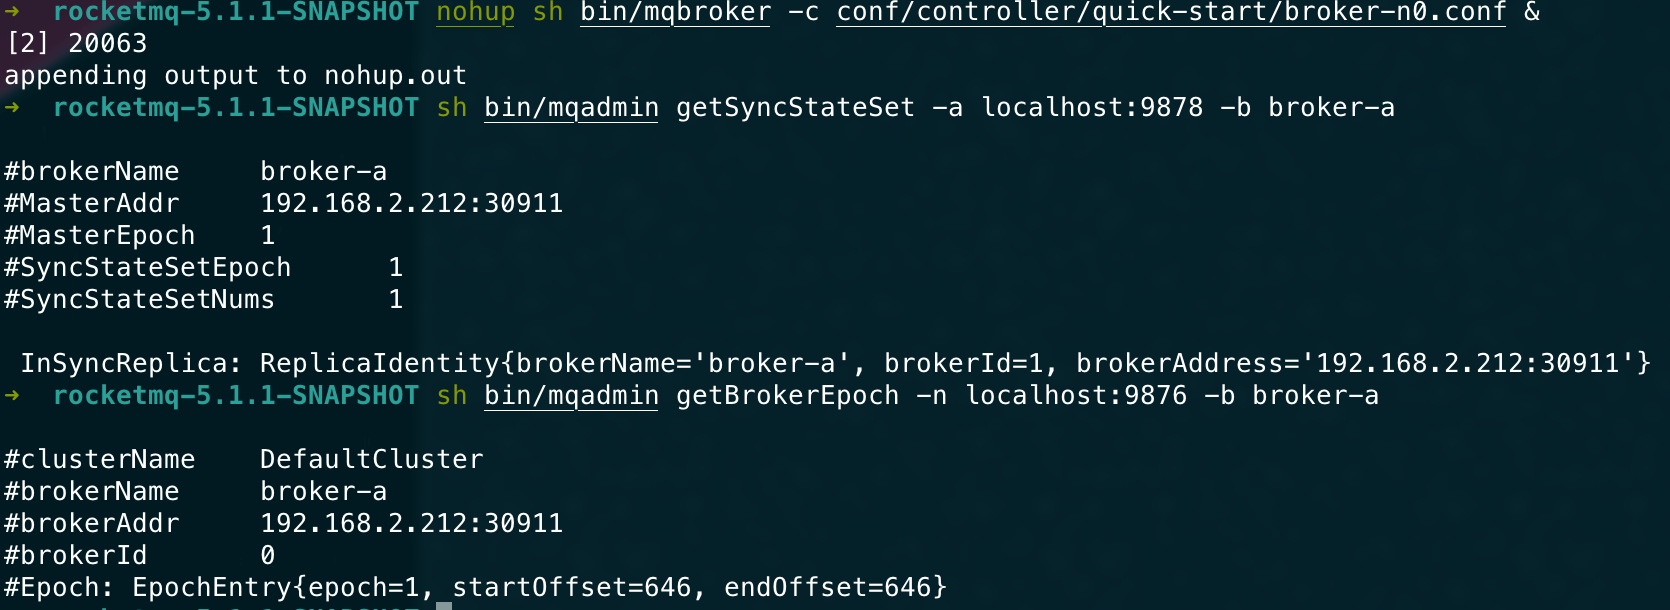 → rocketmq-5.1.1-SNAPSHOT nohup sh bin/mqbroker -c conf/controller/quick-start/broker-n0.conf &
[2] 20063
appending output to nohup.out
→ rocketmq-5.1.1-SNAPSHOT sh bin/mqadmin getSyncStateSet -a localhost:9878 -b broker-a
#brokerName broker-a
#MasterAddr 192.168.2.212:30911
#MasterEpoch 1
#SyncStateSetEpoch 1
#SyncStateSetNums 1
InSyncReplica: ReplicaIdentity{brokerName='broker-a', brokerId=1, brokerAddress='192.168.2.212:30911'}
→ rocketmq-5.1.1-SNAPSHOT sh bin/mqadmin getBrokerEpoch -n localhost:9876 -b broker-a
#clusterName DefaultCluster
#brokerName broker-a
#brokerAddr 192.168.2.212:30911
#brokerId 0
#Epoch: EpochEntry{epoch=1, startOffset=646, endOffset=646}